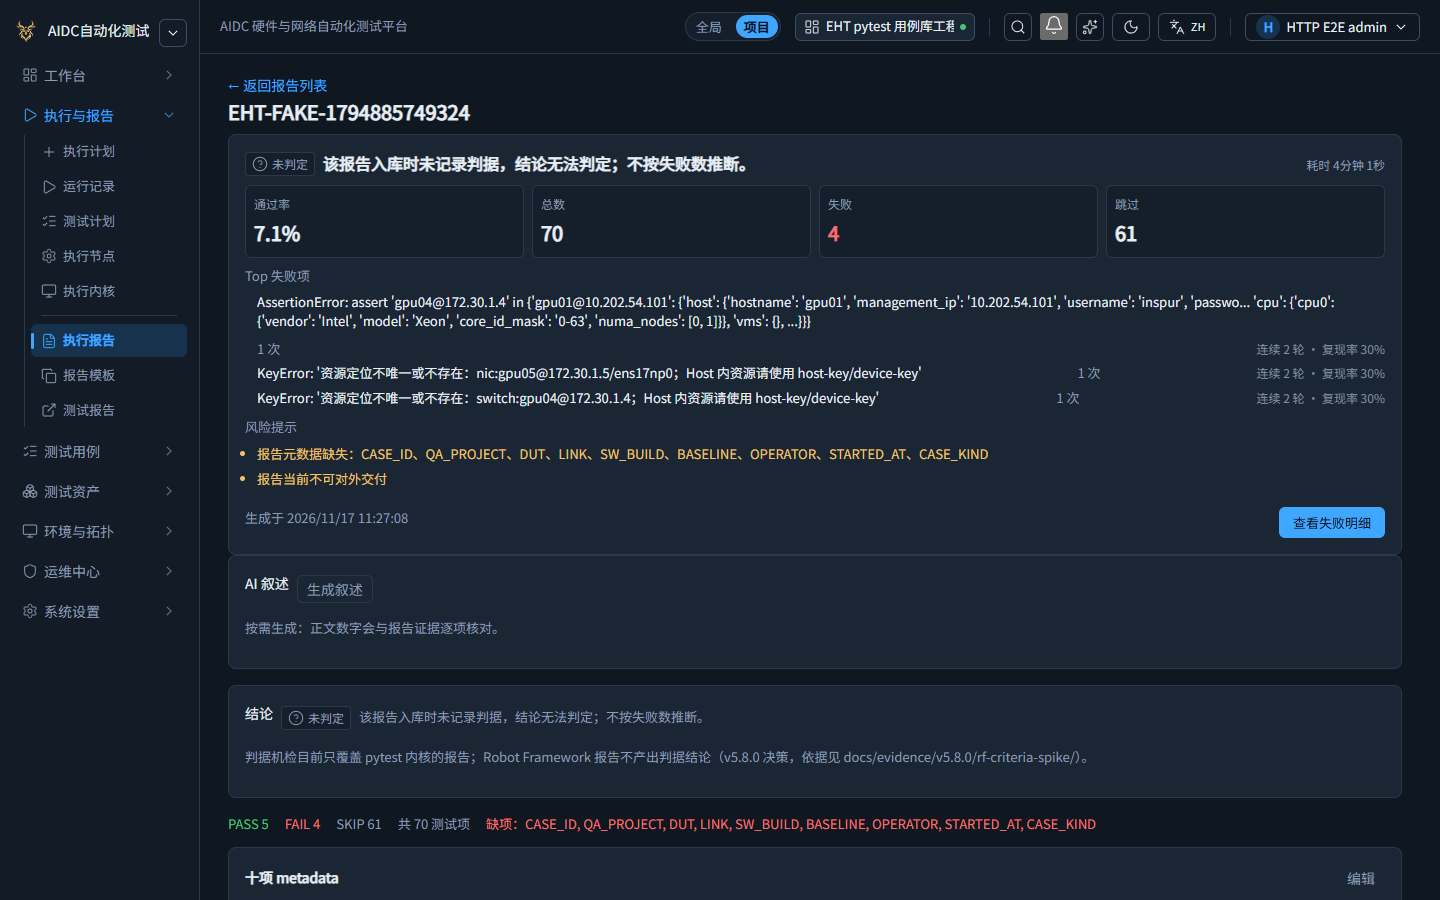 AIDC自动化测试
AIDC 硬件与网络自动化测试平台
全局
项目
EHT pytest 用例库工程
ZH
H
HTTP E2E admin
工作台
执行与报告
执行计划
运行记录
测试计划
执行节点
执行内核
执行报告
报告模板
测试报告
测试用例
测试资产
环境与拓扑
运维中心
系统设置
← 返回报告列表
EHT-FAKE-1794885749324
未判定 该报告入库时未记录判据，结论无法判定；不按失败数推断。
耗时 4分钟 1秒
通过率
7.1%
总数
70
失败
4
跳过
61
Top 失败项
AssertionError: assert 'gpu04@172.30.1.4' in {'gpu01@10.202.54.101': {'host': {'hostname': 'gpu01', 'management_ip': '10.202.54.101', 'username': 'inspur', 'passwo... 'cpu': {'cpu0':
{'vendor': 'Intel', 'model': 'Xeon', 'core_id_mask': '0-63', 'numa_nodes': [0, 1]}}, 'vms': {}, ...}}}
1 次
连续 2 轮 · 复现率 30%
KeyError: '资源定位不唯一或不存在：nic:gpu05@172.30.1.5/ens17np0；Host 内资源请使用 host-key/device-key'
1 次
连续 2 轮 · 复现率 30%
KeyError: '资源定位不唯一或不存在：switch:gpu04@172.30.1.4；Host 内资源请使用 host-key/device-key'
1 次
连续 2 轮 · 复现率 30%
风险提示
• 报告元数据缺失：CASE_ID、QA_PROJECT、DUT、LINK、SW_BUILD、BASELINE、OPERATOR、STARTED_AT、CASE_KIND
• 报告当前不可对外交付
生成于 2026/11/17 11:27:08
查看失败明细
AI 叙述
生成叙述
按需生成：正文数字会与报告证据逐项核对。
结论
未判定
该报告入库时未记录判据，结论无法判定；不按失败数推断。
判据机检目前只覆盖 pytest 内核的报告；Robot Framework 报告不产出判据结论（v5.8.0 决策，依据见 docs/evidence/v5.8.0/rf-criteria-spike/）。
PASS 5
FAIL 4
SKIP 61
共 70 测试项
缺项：CASE_ID, QA_PROJECT, DUT, LINK, SW_BUILD, BASELINE, OPERATOR, STARTED_AT, CASE_KIND
十项 metadata
编辑